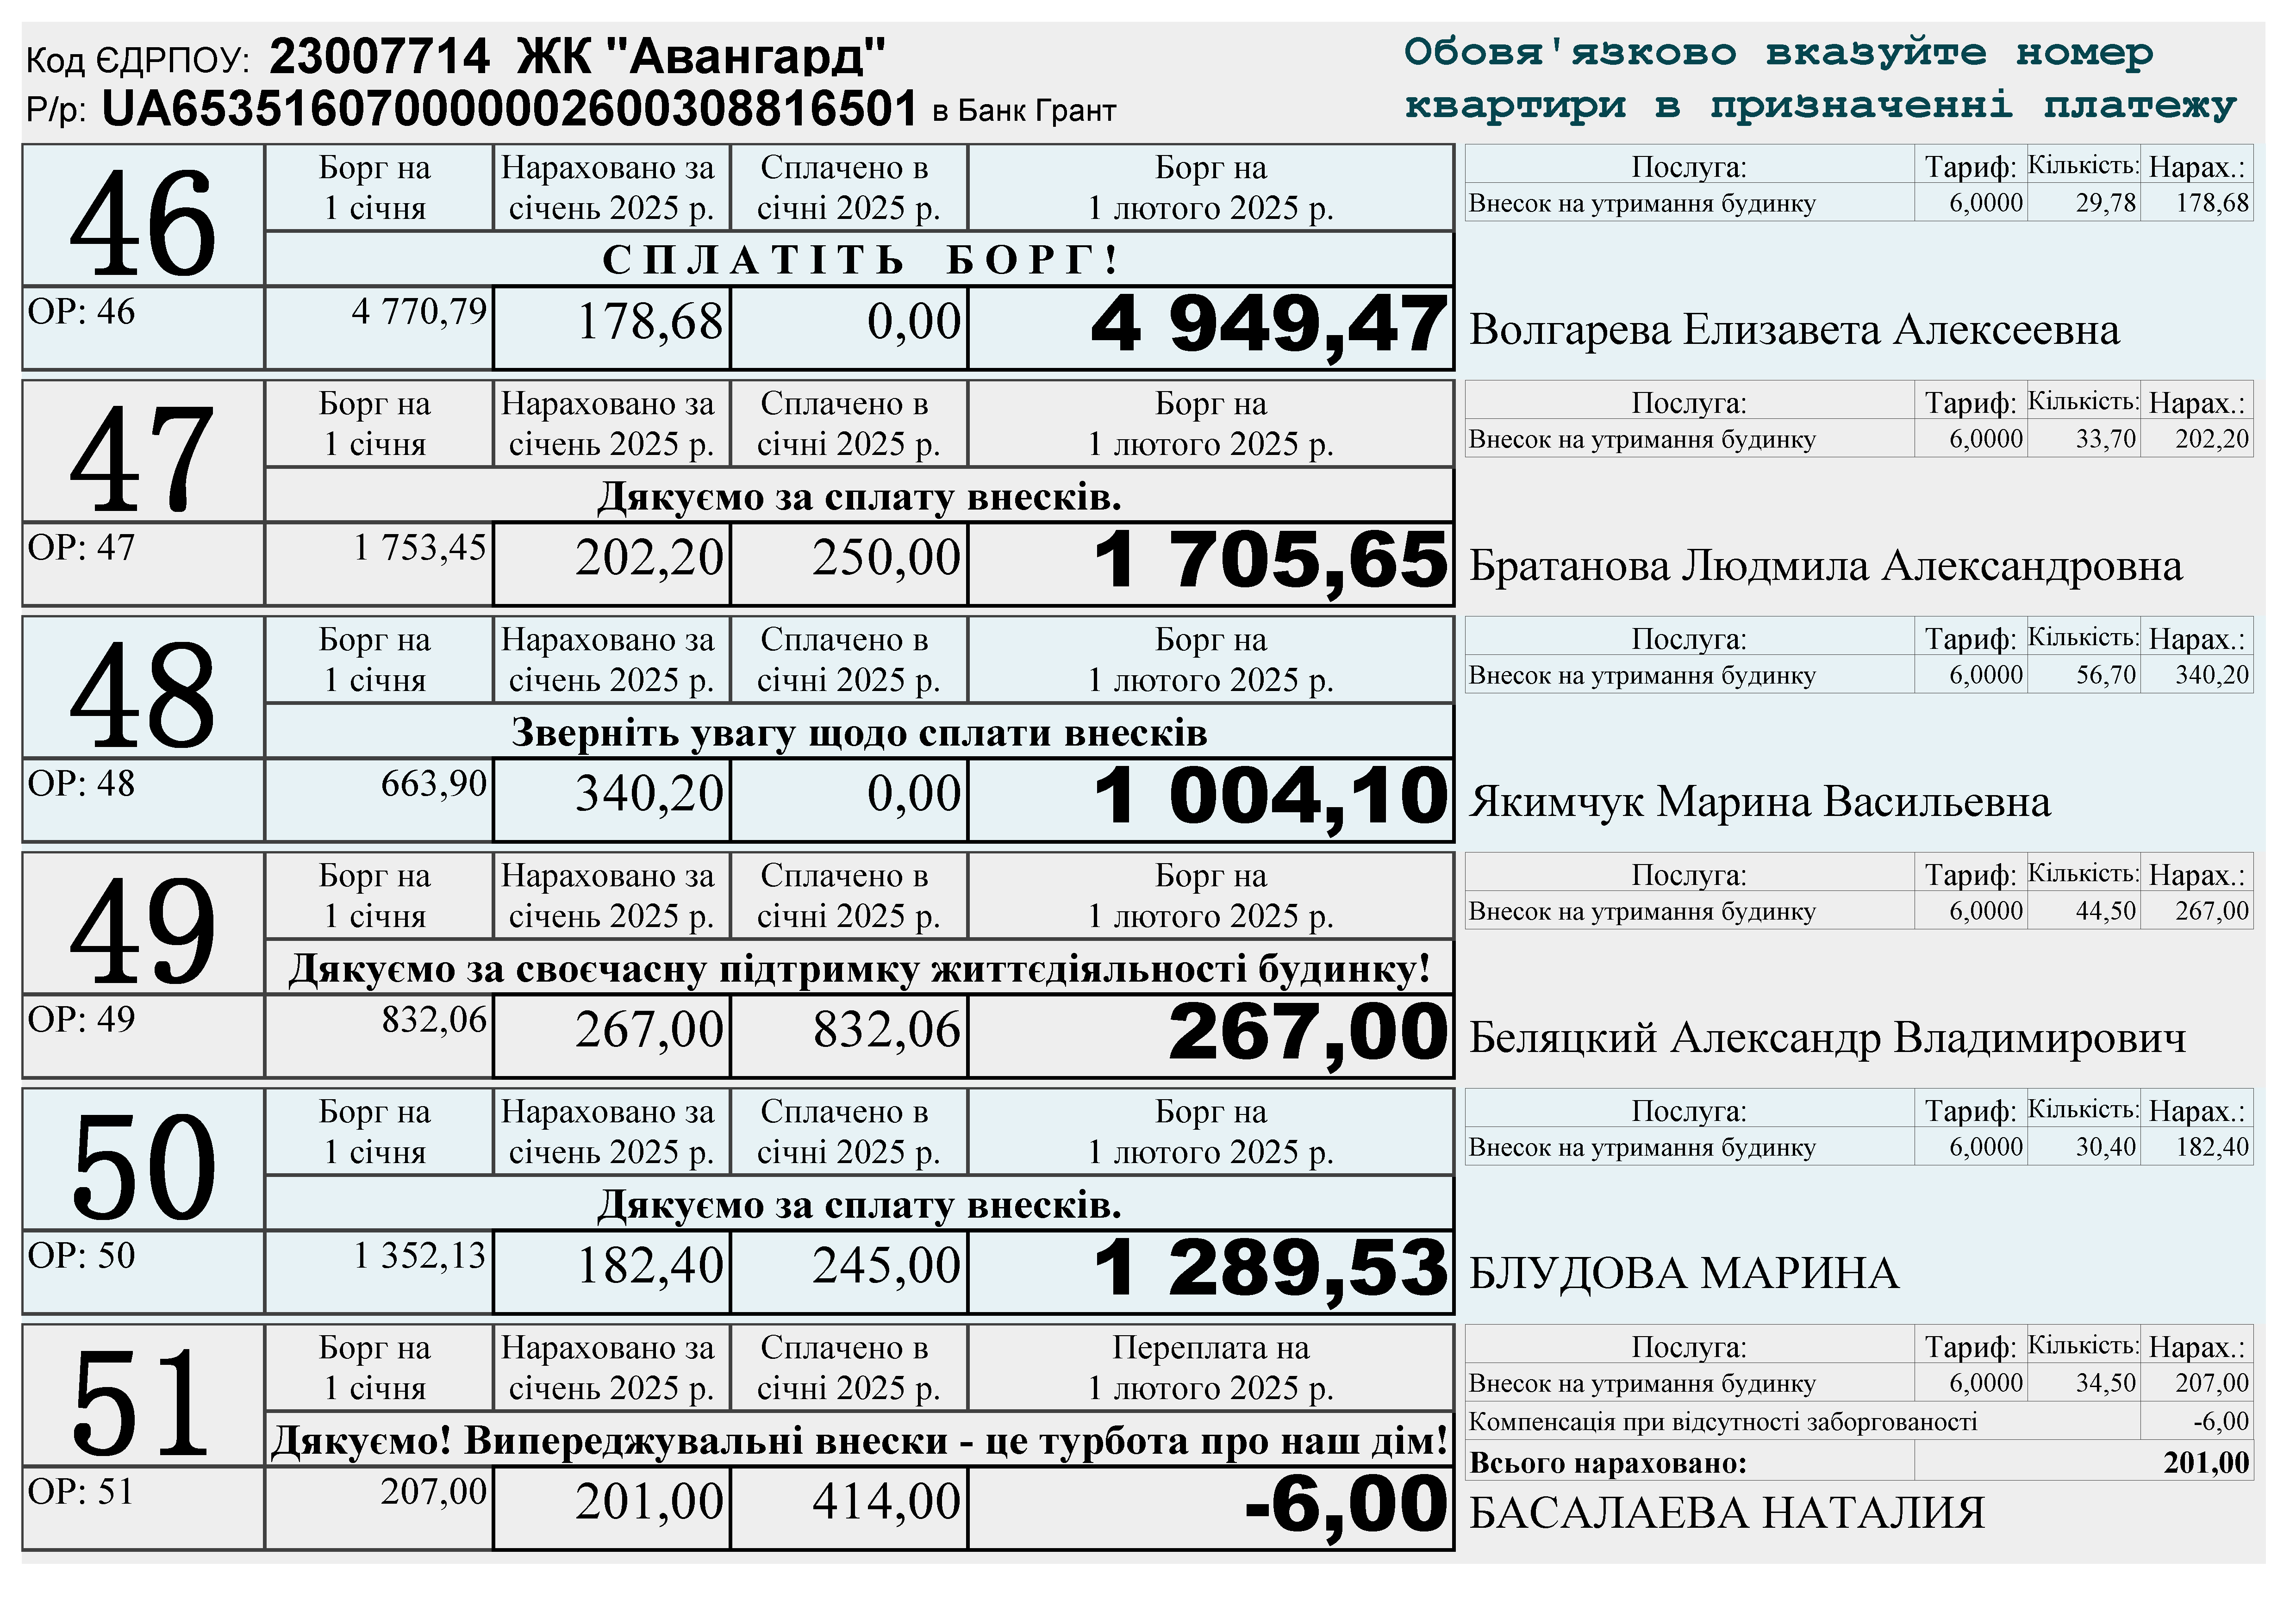 Код ЄДРПОУ: 23007714 ЖК "Авангард"
Р/р: UA653516070000002600308816501 в Банк Грант
Обовя'язково вказуйте номер
квартири в призначенні платежу
46 Борг на 1 січня Нараховано за січень 2025 р. Сплачено в січні 2025 р. Борг на 1 лютого 2025 р.
С П Л А Т І Т Ь Б О Р Г !
ОР: 46 4 770,79 178,68 0,00 4 949,47
Послуга: Тариф: Кількість: Нарах.:
Внесок на утримання будинку 6,0000 29,78 178,68
Волгарева Елизавета Алексеевна
47 Борг на 1 січня Нараховано за січень 2025 р. Сплачено в січні 2025 р. Борг на 1 лютого 2025 р.
Дякуємо за сплату внесків.
ОР: 47 1 753,45 202,20 250,00 1 705,65
Послуга: Тариф: Кількість: Нарах.:
Внесок на утримання будинку 6,0000 33,70 202,20
Братанова Людмила Александровна
48 Борг на 1 січня Нараховано за січень 2025 р. Сплачено в січні 2025 р. Борг на 1 лютого 2025 р.
Зверніть увагу щодо сплати внесків
ОР: 48 663,90 340,20 0,00 1 004,10
Послуга: Тариф: Кількість: Нарах.:
Внесок на утримання будинку 6,0000 56,70 340,20
Якимчук Марина Васильевна
49 Борг на 1 січня Нараховано за січень 2025 р. Сплачено в січні 2025 р. Борг на 1 лютого 2025 р.
Дякуємо за своєчасну підтримку життєдіяльності будинку!
ОР: 49 832,06 267,00 832,06 267,00
Послуга: Тариф: Кількість: Нарах.:
Внесок на утримання будинку 6,0000 44,50 267,00
Беляцкий Александр Владимирович
50 Борг на 1 січня Нараховано за січень 2025 р. Сплачено в січні 2025 р. Борг на 1 лютого 2025 р.
Дякуємо за сплату внесків.
ОР: 50 1 352,13 182,40 245,00 1 289,53
Послуга: Тариф: Кількість: Нарах.:
Внесок на утримання будинку 6,0000 30,40 182,40
БЛУДОВА МАРИНА
51 Борг на 1 січня Нараховано за січень 2025 р. Сплачено в січні 2025 р. Переплата на 1 лютого 2025 р.
Дякуємо! Випереджувальні внески - це турбота про наш дім!
ОР: 51 207,00 201,00 414,00 -6,00
Послуга: Тариф: Кількість: Нарах.:
Внесок на утримання будинку 6,0000 34,50 207,00
Компенсація при відсутності заборгованості -6,00
Всього нараховано: 201,00
БАСАЛАЕВА НАТАЛИЯ